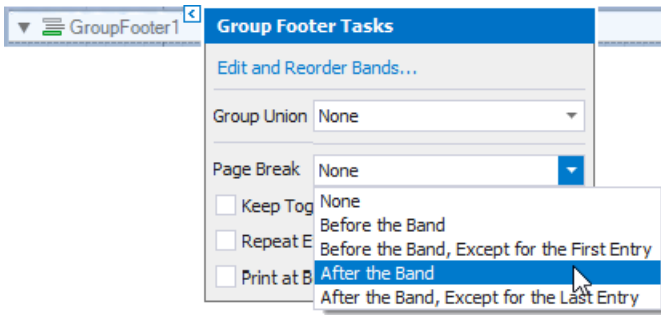 GroupFooter1
Group Footer Tasks
Edit and Reorder Bands...
Group Union None
Page Break None
None
Keep Tog
Before the Band
Repeat E
Before the Band, Except for the First Entry
After the Band
Print at B
After the Band, Except for the Last Entry